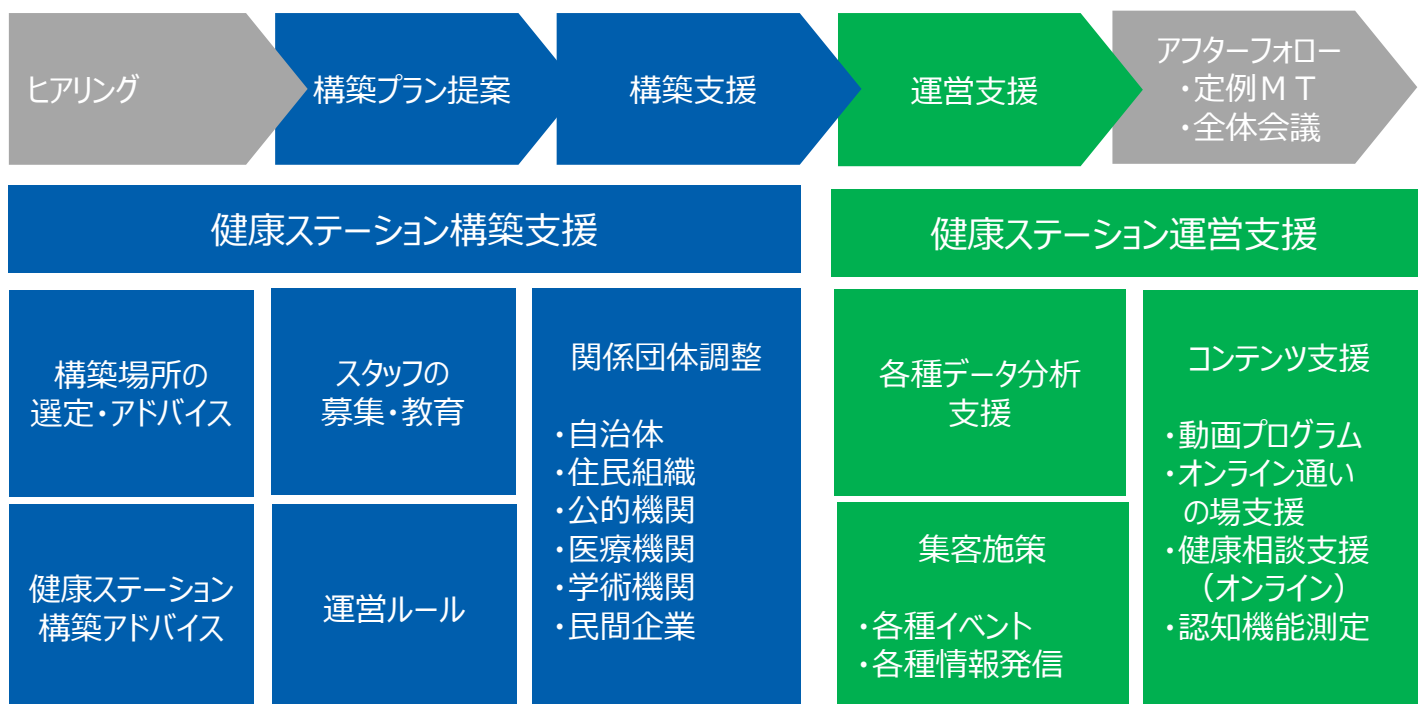 ヒアリング
構築プラン提案
構築支援
運営支援
アフターフォロー
・定例ＭＴ
・全体会議
健康ステーション構築支援
健康ステーション運営支援
構築場所の
選定・アドバイス
スタッフの
募集・教育
関係団体調整
・自治体
・住民組織
・公的機関
・医療機関
・学術機関
・民間企業
健康ステーション
構築アドバイス
運営ルール
各種データ分析
支援
集客施策
・各種イベント
・各種情報発信
コンテンツ支援
・動画プログラム
・オンライン通い
の場支援
・健康相談支援
（オンライン）
・認知機能測定